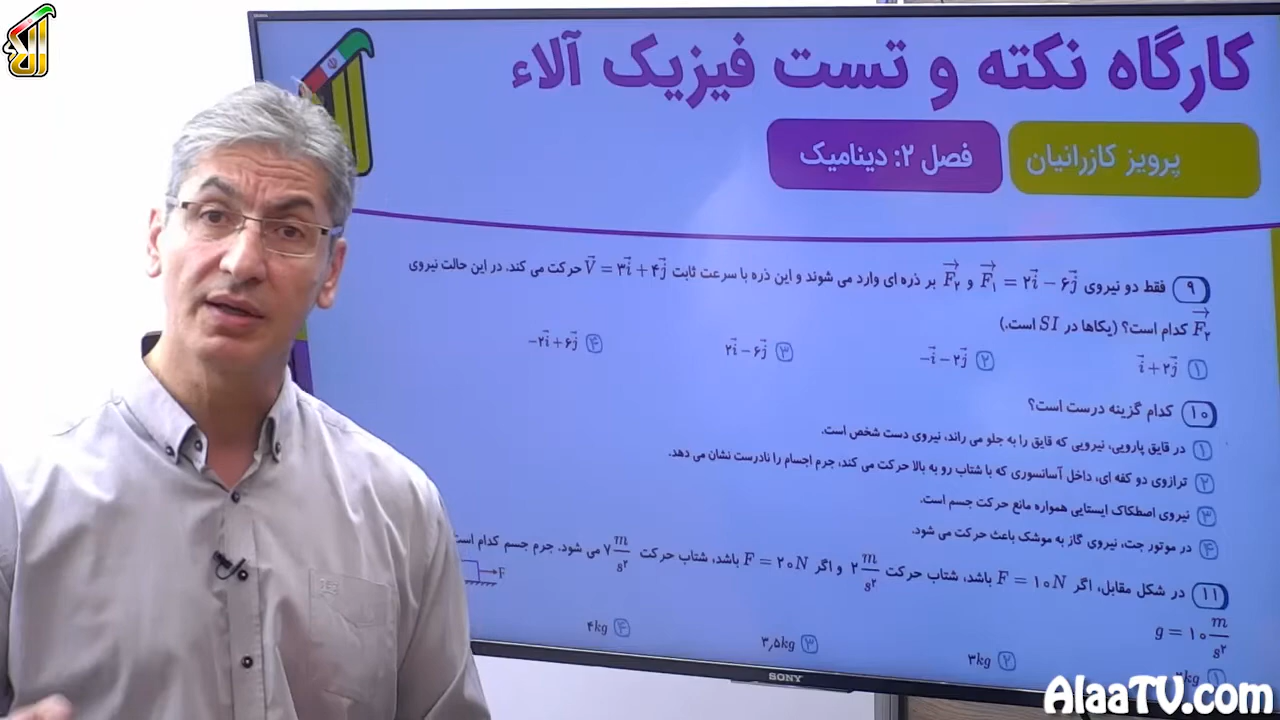 کارگاه نکته و تست فیزیک آلاء
پرویز کازرانیان
فصل ۲: دینامیک
۹ فقط دو نیروی F₁ = ۲i − ۶j و F₂ بر ذره ای وارد می شوند و این ذره با سرعت ثابت V = ۳i + ۴j حرکت می کند. در این حالت نیروی
F₂ کدام است؟ (یکاها در SI است.)
۱ i + ۲j ۲ −i − ۲j ۳ ۲i − ۶j ۴ −۲i + ۶j
۱۰ کدام گزینه درست است؟
۱ در قایق پارویی، نیرویی که قایق را به جلو می راند، نیروی دست شخص است.
۲ ترازوی دو کفه ای، داخل آسانسوری که با شتاب رو به بالا حرکت می کند، جرم اجسام را نادرست نشان می دهد.
۳ نیروی اصطکاک ایستایی همواره مانع حرکت جسم است.
۴ در موتور جت، نیروی گاز به موشک باعث حرکت می شود.
۱۱ در شکل مقابل، اگر F = ۱۰N باشد، شتاب حرکت ۲ m/s² و اگر F = ۲۰N باشد، شتاب حرکت ۷ m/s² می شود. جرم جسم کدام است
F
g = ۱۰ m/s²
۱ kg ۲ ۳kg ۳ ۳٫۵kg ۴ ۴kg
SONY
AlaaTV.com